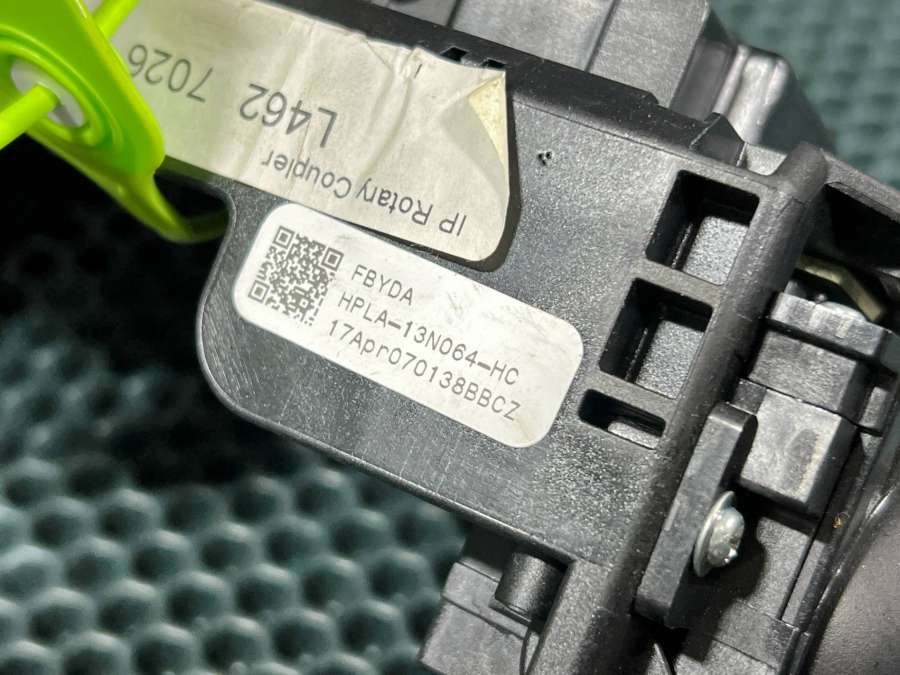 IP Rotary Coupler
L462 7026
FBYDA
HPLA-13N064-HC
17Apr070138BBCZ